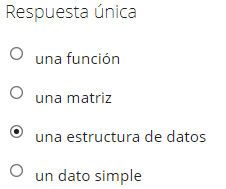 Respuesta única
una función
una matriz
una estructura de datos
un dato simple